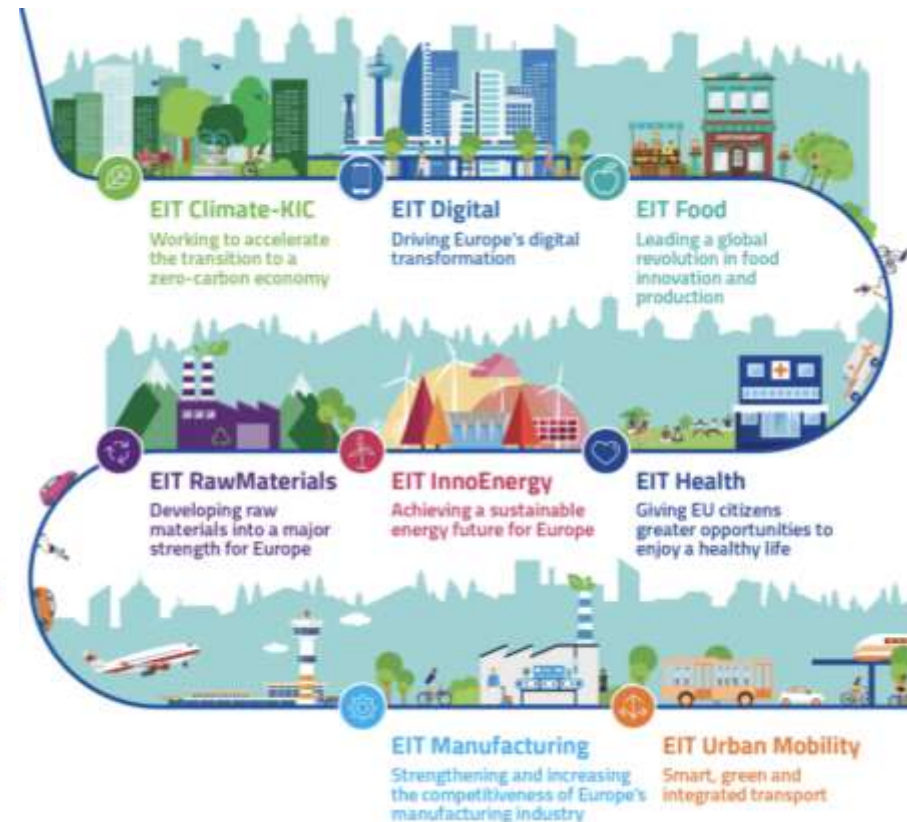 EIT Climate-KIC
Working to accelerate
the transition to a
zero-carbon economy
EIT Digital
Driving Europe's digital
transformation
EIT Food
Leading a global
revolution in food
innovation and
production
EIT RawMaterials
Developing raw
materials into a major
strength for Europe
EIT InnoEnergy
Achieving a sustainable
energy future for Europe
EIT Health
Giving EU citizens
greater opportunities to
enjoy a healthy life
EIT Manufacturing
Strengthening and increasing
the competitiveness of Europe's
manufacturing industry
EIT Urban Mobility
Smart, green and
integrated transport